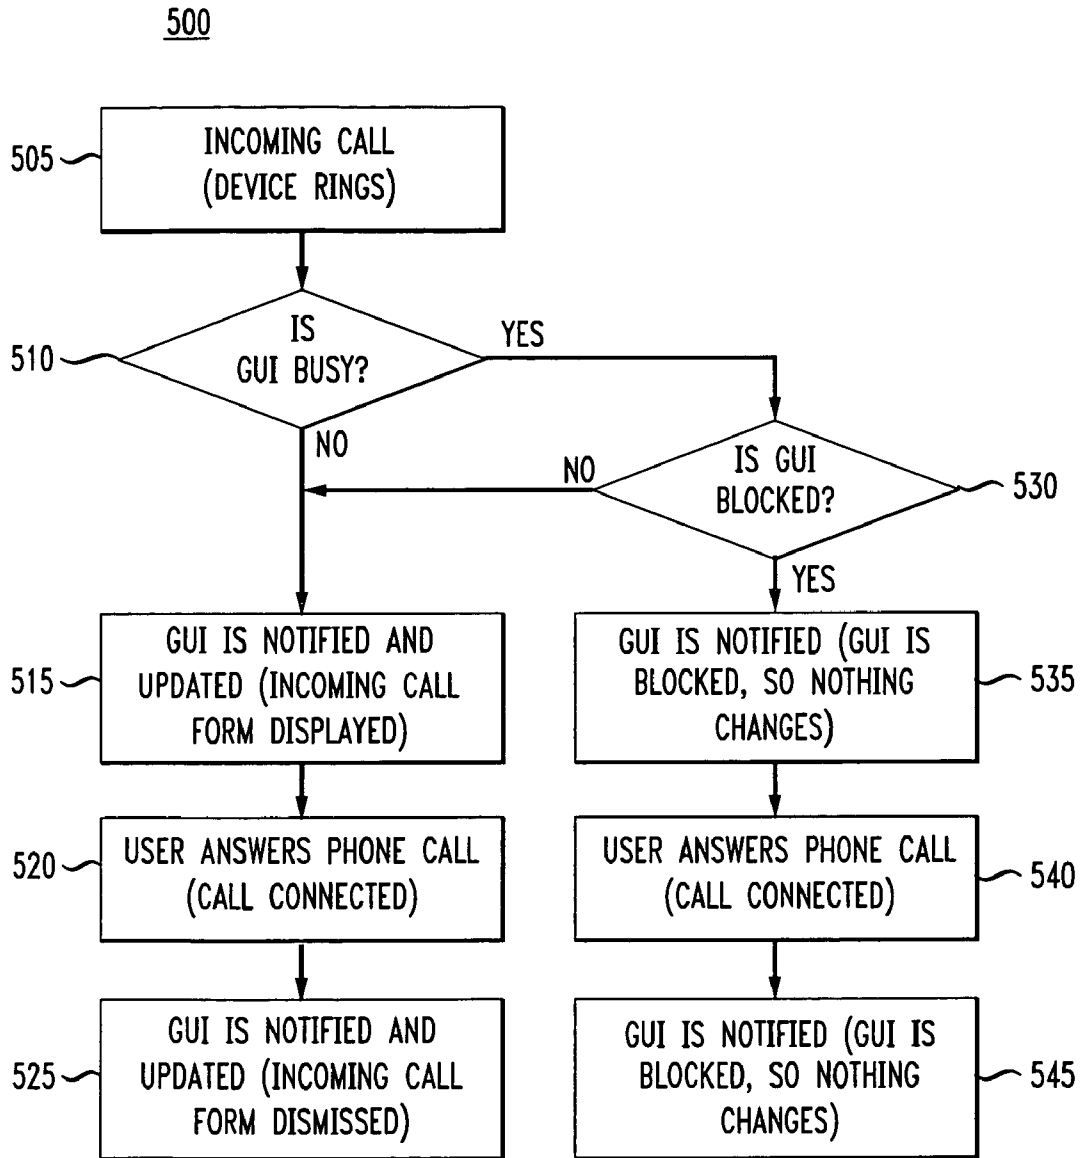 500
505
INCOMING CALL
(DEVICE RINGS)
510
IS
GUI BUSY?
YES
NO
NO
IS GUI
BLOCKED?
530
YES
515
GUI IS NOTIFIED AND
UPDATED (INCOMING CALL
FORM DISPLAYED)
GUI IS NOTIFIED (GUI IS
BLOCKED, SO NOTHING
CHANGES)
535
520
USER ANSWERS PHONE CALL
(CALL CONNECTED)
USER ANSWERS PHONE CALL
(CALL CONNECTED)
540
525
GUI IS NOTIFIED AND
UPDATED (INCOMING CALL
FORM DISMISSED)
GUI IS NOTIFIED (GUI IS
BLOCKED, SO NOTHING
CHANGES)
545